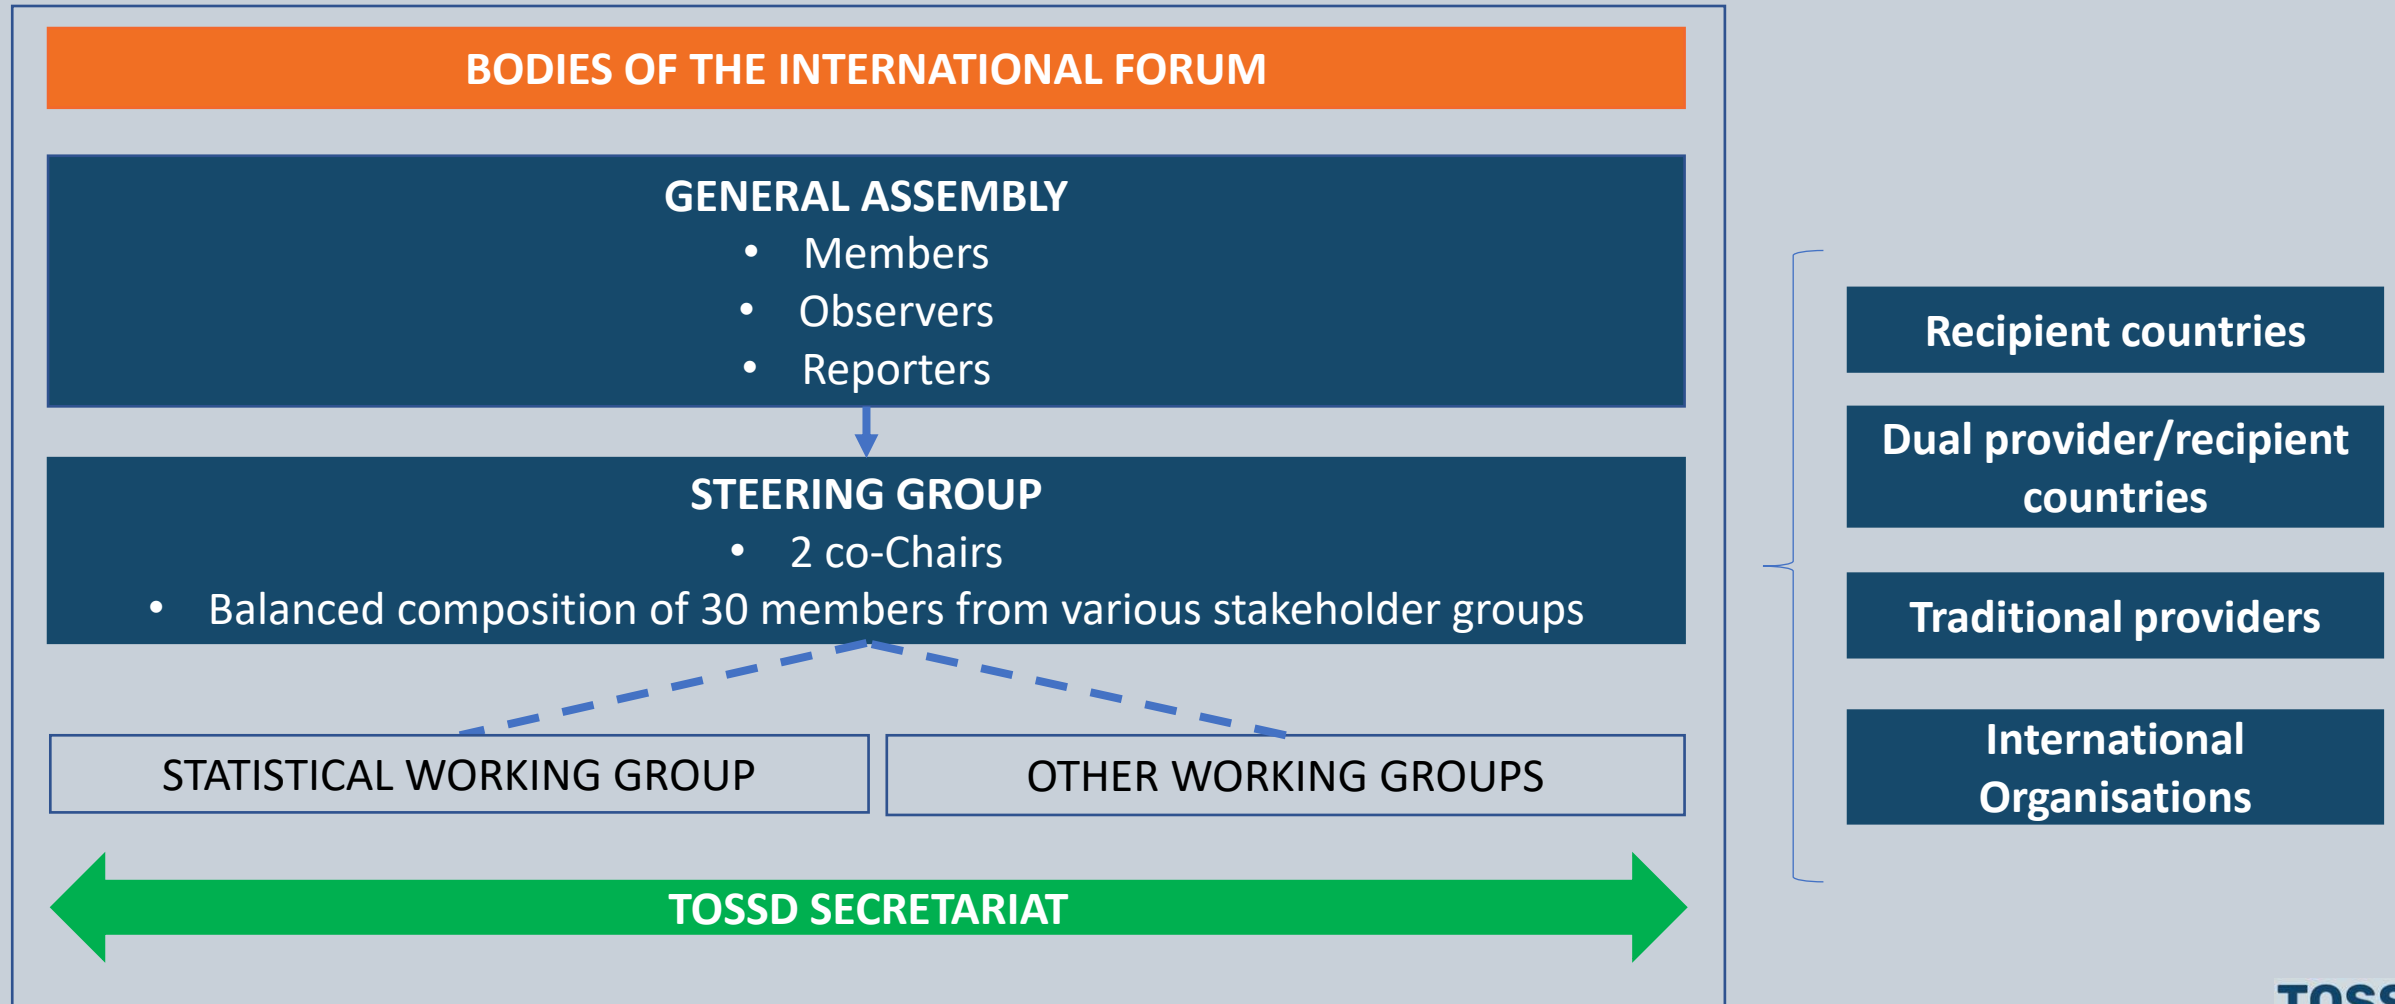 BODIES OF THE INTERNATIONAL FORUM
GENERAL ASSEMBLY
• Members
• Observers
• Reporters
STEERING GROUP
• 2 co-Chairs
• Balanced composition of 30 members from various stakeholder groups
STATISTICAL WORKING GROUP
OTHER WORKING GROUPS
TOSSD SECRETARIAT
Recipient countries
Dual provider/recipient
countries
Traditional providers
International
Organisations